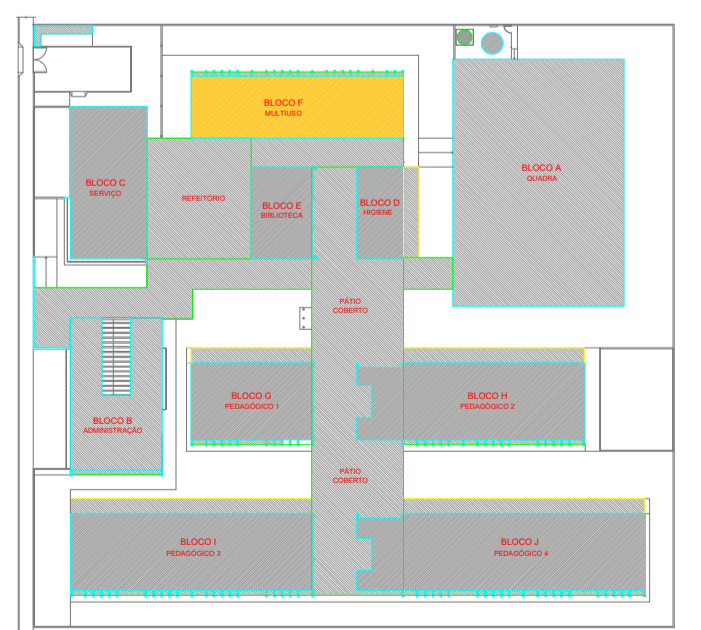 BLOCO F
MULTIUSO
BLOCO A
QUADRA
BLOCO C
SERVIÇO
REFEITÓRIO
BLOCO E
BIBLIOTECA
BLOCO D
HIGIENE
PÁTIO
COBERTO
BLOCO G
PEDAGÓGICO 1
BLOCO H
PEDAGÓGICO 2
BLOCO B
ADMINISTRAÇÃO
PÁTIO
COBERTO
BLOCO I
PEDAGÓGICO 3
BLOCO J
PEDAGÓGICO 4